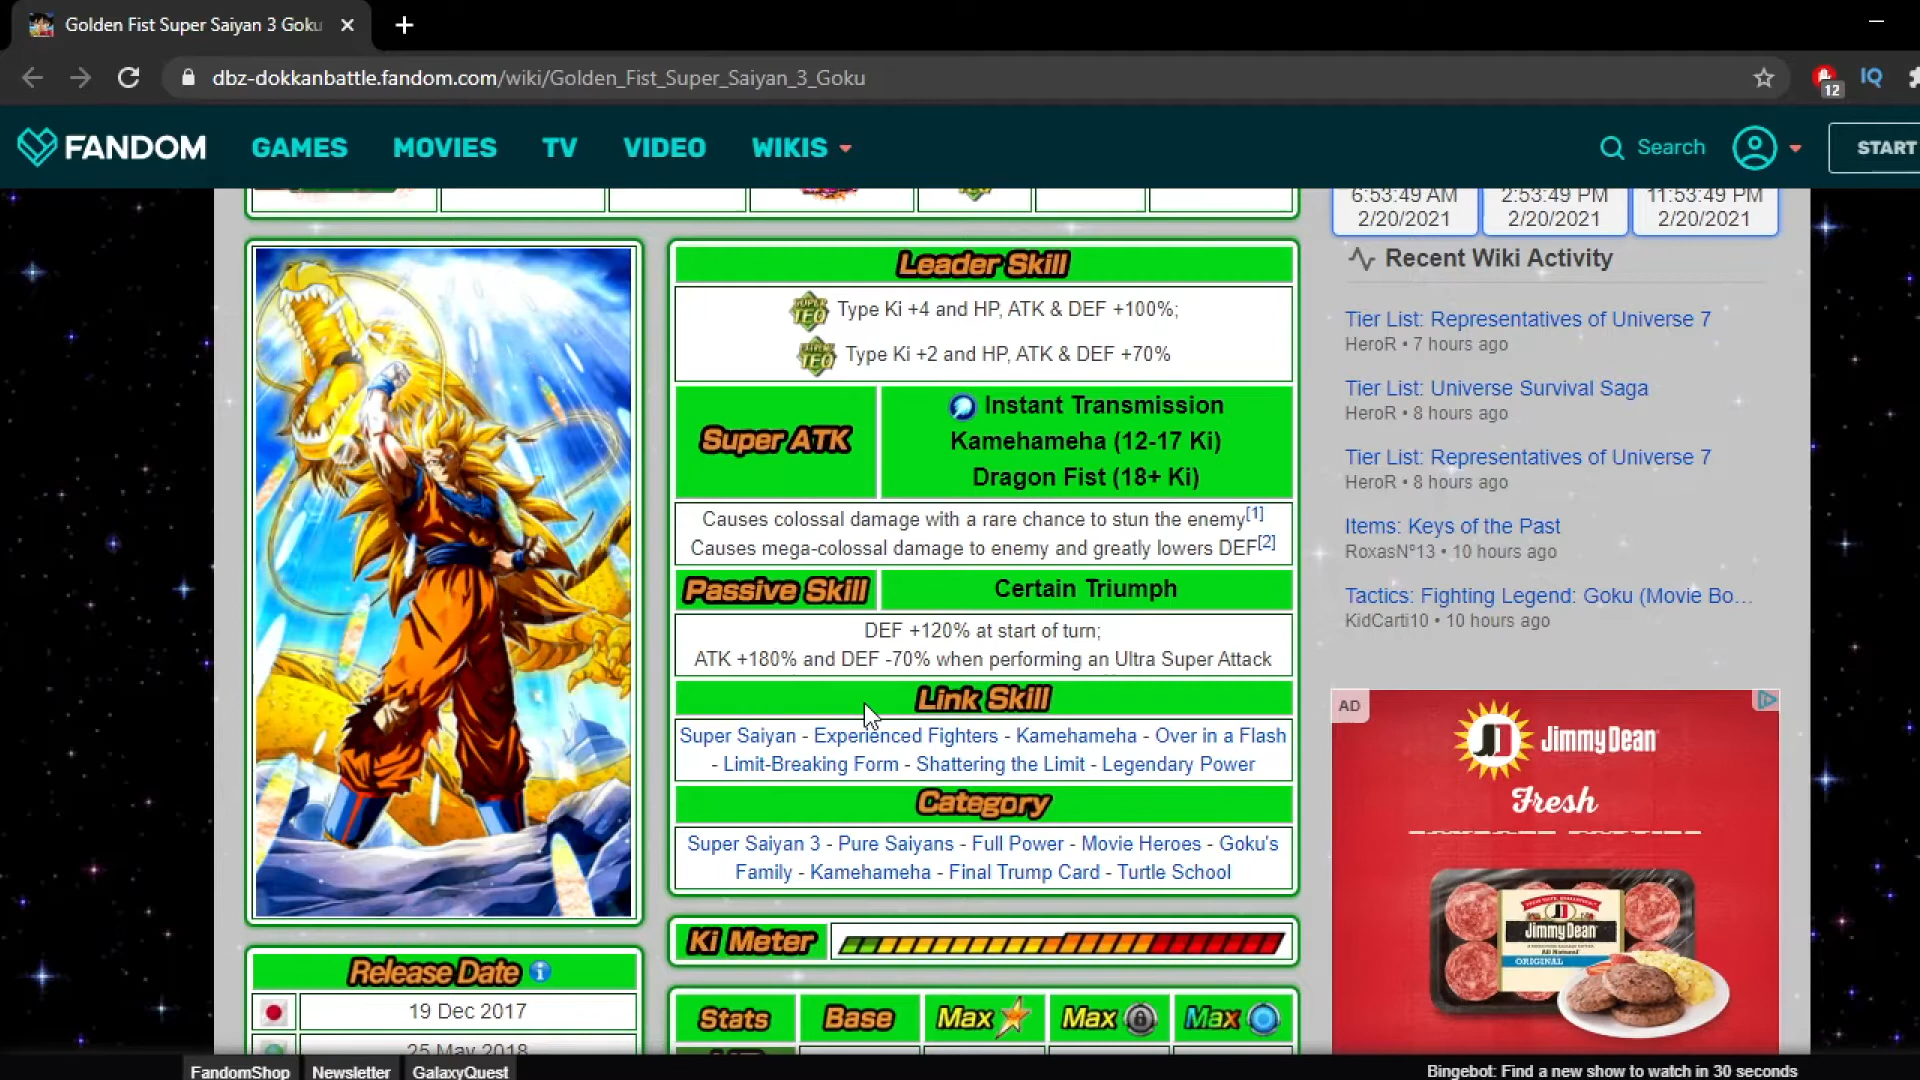 Golden Fist Super Saiyan 3 Goku
dbz-dokkanbattle.fandom.com/wiki/Golden_Fist_Super_Saiyan_3_Goku
12
IQ
FANDOM GAMES MOVIES TV VIDEO WIKIS Search START
6:53:49 AM 2:53:49 PM 11:53:49 PM
2/20/2021 2/20/2021 2/20/2021
Leader Skill
SUPER TEQ Type Ki +4 and HP, ATK & DEF +100%;
EXTREME TEQ Type Ki +2 and HP, ATK & DEF +70%
Super ATK
Instant Transmission
Kamehameha (12-17 Ki)
Dragon Fist (18+ Ki)
Causes colossal damage with a rare chance to stun the enemy[1]
Causes mega-colossal damage to enemy and greatly lowers DEF[2]
Passive Skill
Certain Triumph
DEF +120% at start of turn;
ATK +180% and DEF -70% when performing an Ultra Super Attack
Link Skill
Super Saiyan - Experienced Fighters - Kamehameha - Over in a Flash
- Limit-Breaking Form - Shattering the Limit - Legendary Power
Category
Super Saiyan 3 - Pure Saiyans - Full Power - Movie Heroes - Goku's
Family - Kamehameha - Final Trump Card - Turtle School
Ki Meter
Release Date
19 Dec 2017
25 May 2018
Stats Base Max Max Max
Recent Wiki Activity
Tier List: Representatives of Universe 7
HeroR • 7 hours ago
Tier List: Universe Survival Saga
HeroR • 8 hours ago
Tier List: Representatives of Universe 7
HeroR • 8 hours ago
Items: Keys of the Past
RoxasNº13 • 10 hours ago
Tactics: Fighting Legend: Goku (Movie Bo...
KidCarti10 • 10 hours ago
AD
JD Jimmy Dean
Fresh
Jimmy Dean
All Natural
ORIGINAL
FandomShop Newsletter GalaxyQuest
Bingebot: Find a new show to watch in 30 seconds